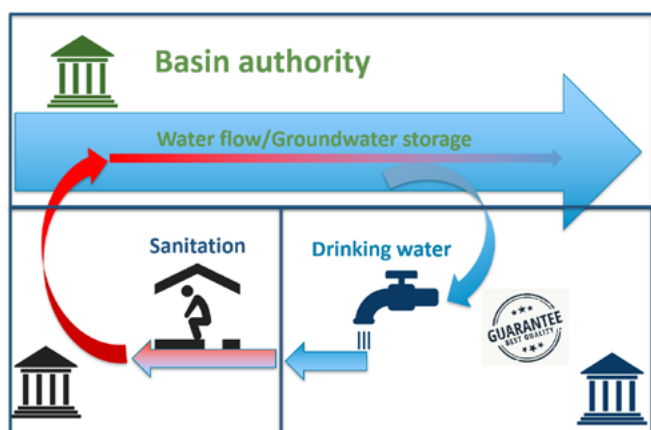 Basin authority
Water flow/Groundwater storage
Sanitation
Drinking water
GUARANTEE
BEST QUALITY